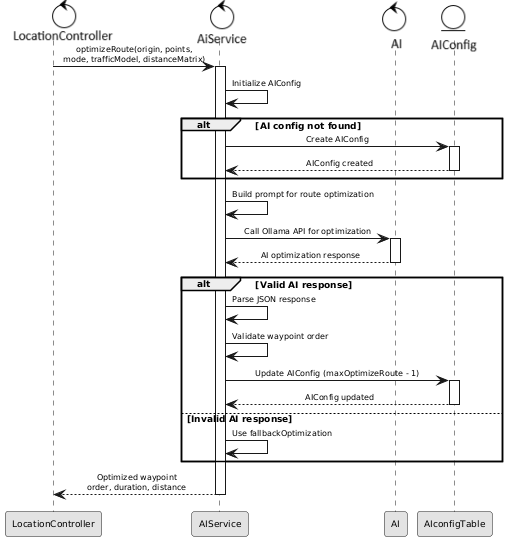 LocationController
AiService
AI
AIConfig
optimizeRoute(origin, points,
mode, trafficModel, distanceMatrix)
Initialize AIConfig
alt [AI config not found]
Create AIConfig
AIConfig created
Build prompt for route optimization
Call Ollama API for optimization
AI optimization response
alt [Valid AI response]
Parse JSON response
Validate waypoint order
Update AIConfig (maxOptimizeRoute - 1)
AIConfig updated
[Invalid AI response]
Use fallbackOptimization
Optimized waypoint
order, duration, distance
LocationController
AIService
AI
AIconfigTable